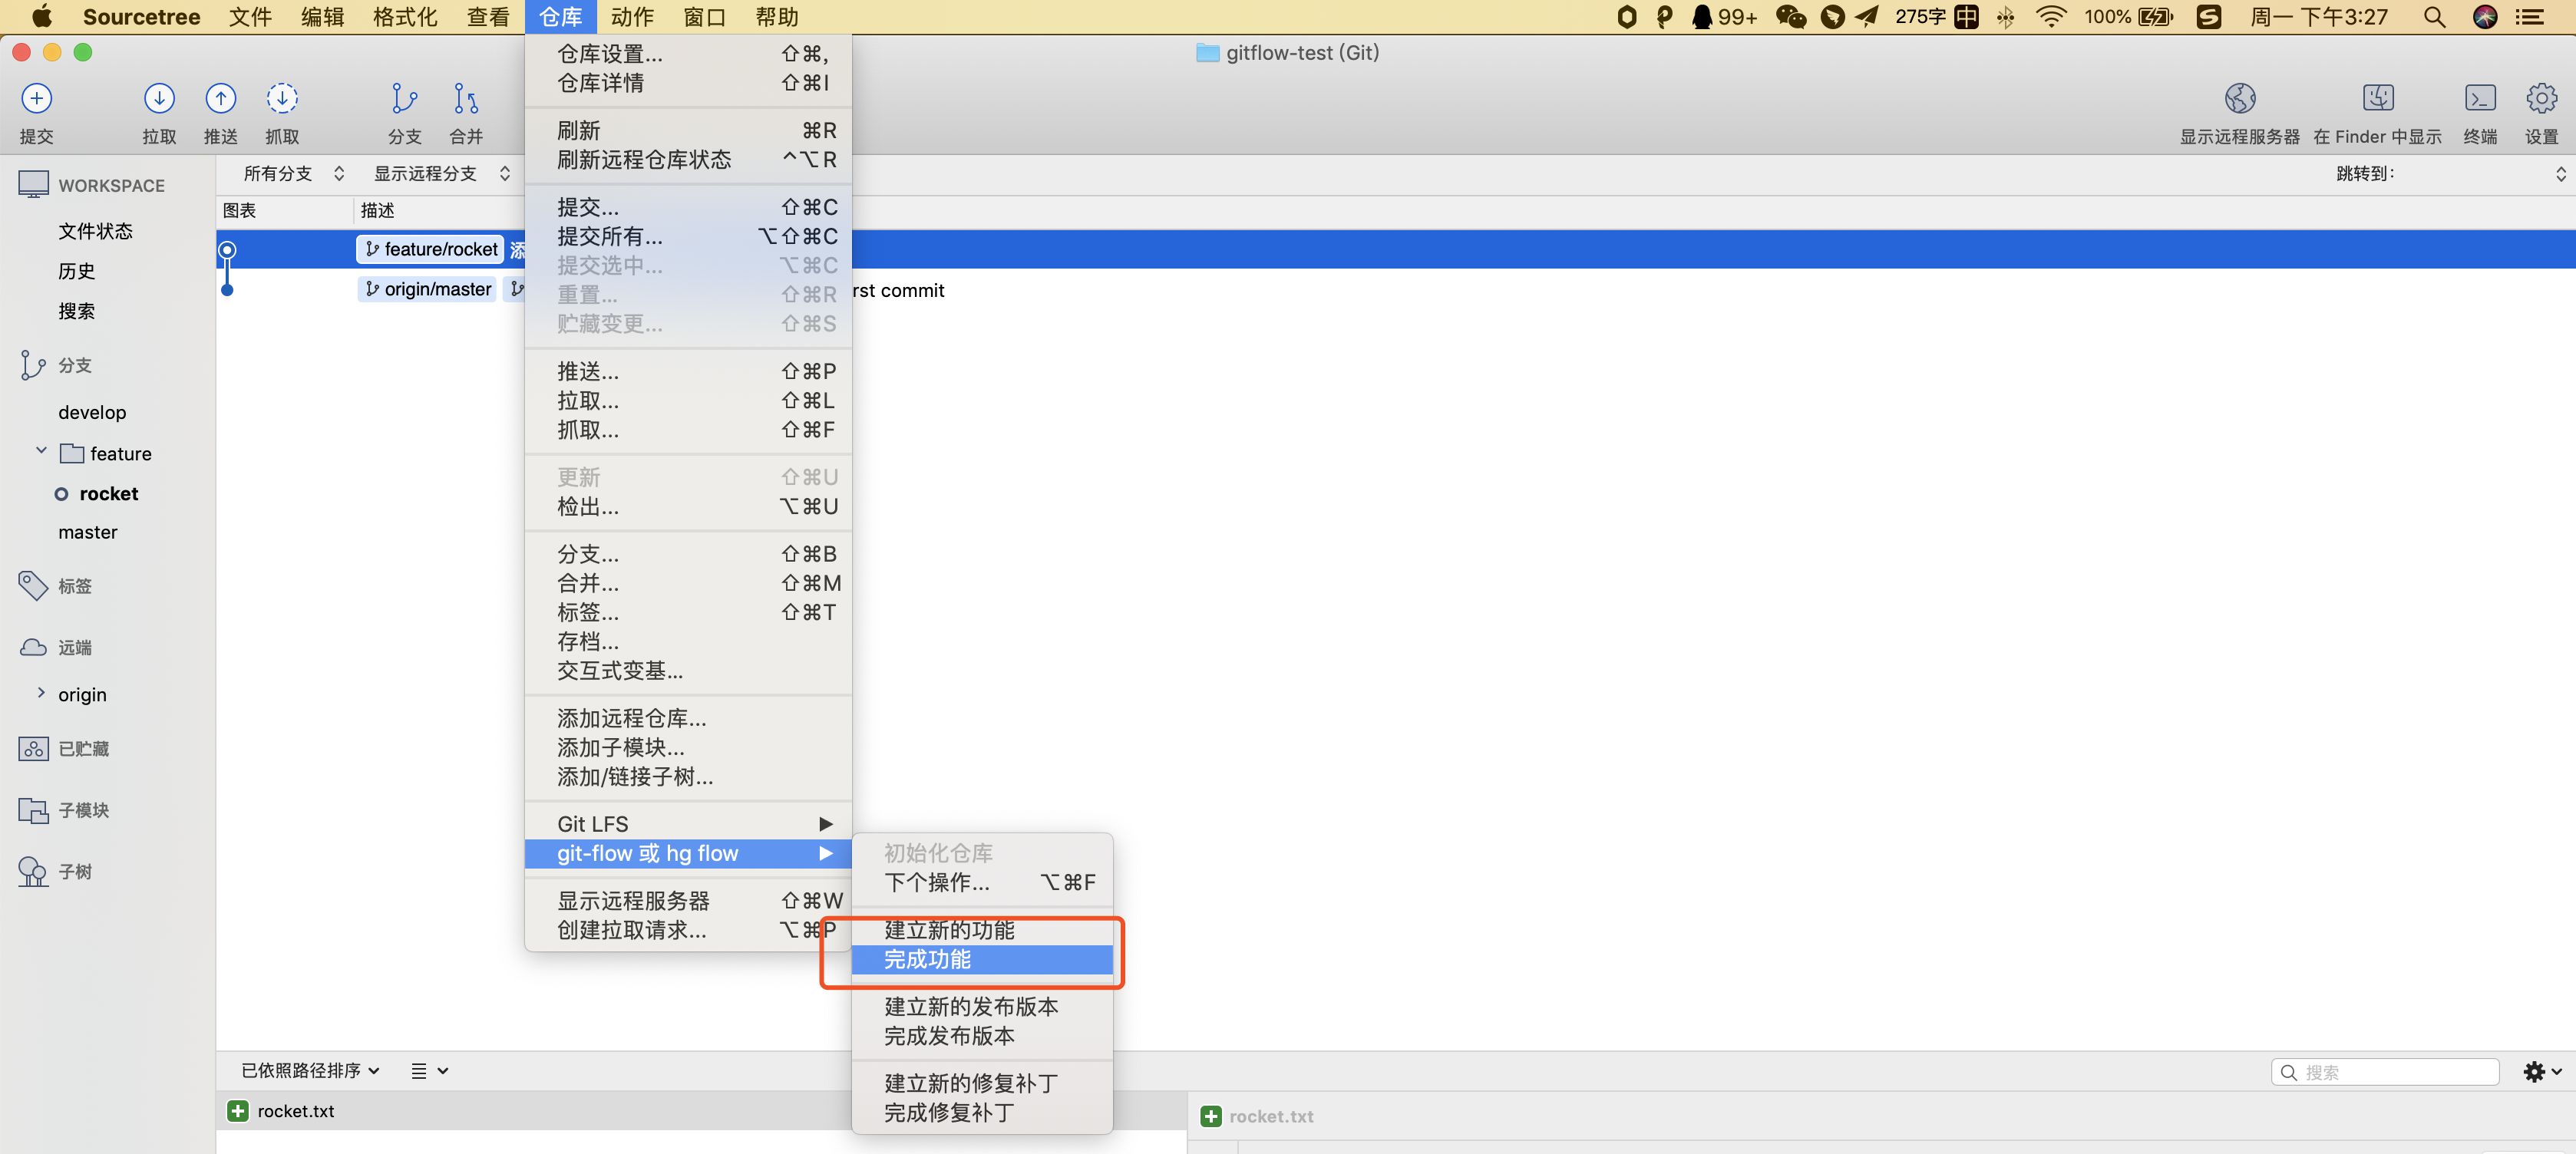 Sourcetree 文件 编辑 格式化 查看 仓库 动作 窗口 帮助 99+ 275字 中 100% 周一 下午3:27
gitflow-test (Git)
提交 拉取 推送 抓取 分支 合并 显示远程服务器 在 Finder 中显示 终端 设置
所有分支 显示远程分支 跳转到:
图表 描述
feature/rocket 添
origin/master rst commit
WORKSPACE
文件状态
历史
搜索
分支
develop
feature
rocket
master
标签
远端
origin
已贮藏
子模块
子树
仓库设置... ⇧⌘,
仓库详情 ⇧⌘I
刷新 ⌘R
刷新远程仓库状态 ^⌥R
提交... ⇧⌘C
提交所有... ⌥⇧⌘C
提交选中... ⌥⌘C
重置... ⇧⌘R
贮藏变更... ⇧⌘S
推送... ⇧⌘P
拉取... ⇧⌘L
抓取... ⇧⌘F
更新 ⇧⌘U
检出... ⌥⌘U
分支... ⇧⌘B
合并... ⇧⌘M
标签... ⇧⌘T
存档...
交互式变基...
添加远程仓库...
添加子模块...
添加/链接子树...
Git LFS
git-flow 或 hg flow
显示远程服务器 ⇧⌘W
创建拉取请求... ⌥⌘P
初始化仓库
下个操作... ⌥⌘F
建立新的功能
完成功能
建立新的发布版本
完成发布版本
建立新的修复补丁
完成修复补丁
已依照路径排序 搜索
rocket.txt
rocket.txt